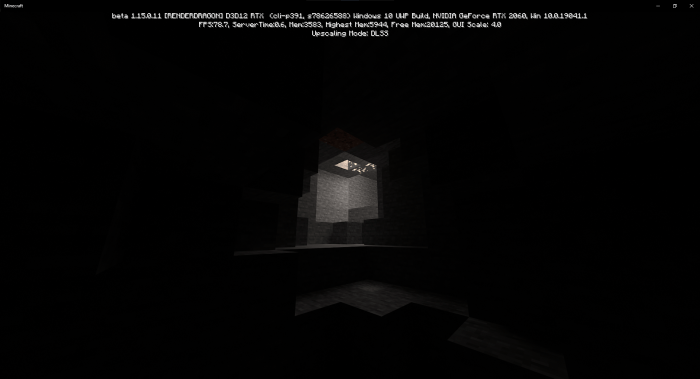 Minecraft
beta 1.15.0.11 [RENDERDRAGON] D3D12 RTX (cli-p391, s78626588) Windows 10 UWP Build, NVIDIA GeForce RTX 2060, Win 10.0.19041.1
FPS:78.7, ServerTime:0.6, Mem:3583, Highest Mem:5944, Free Mem:20125, GUI Scale: 4.0
Upscaling Mode: DLSS